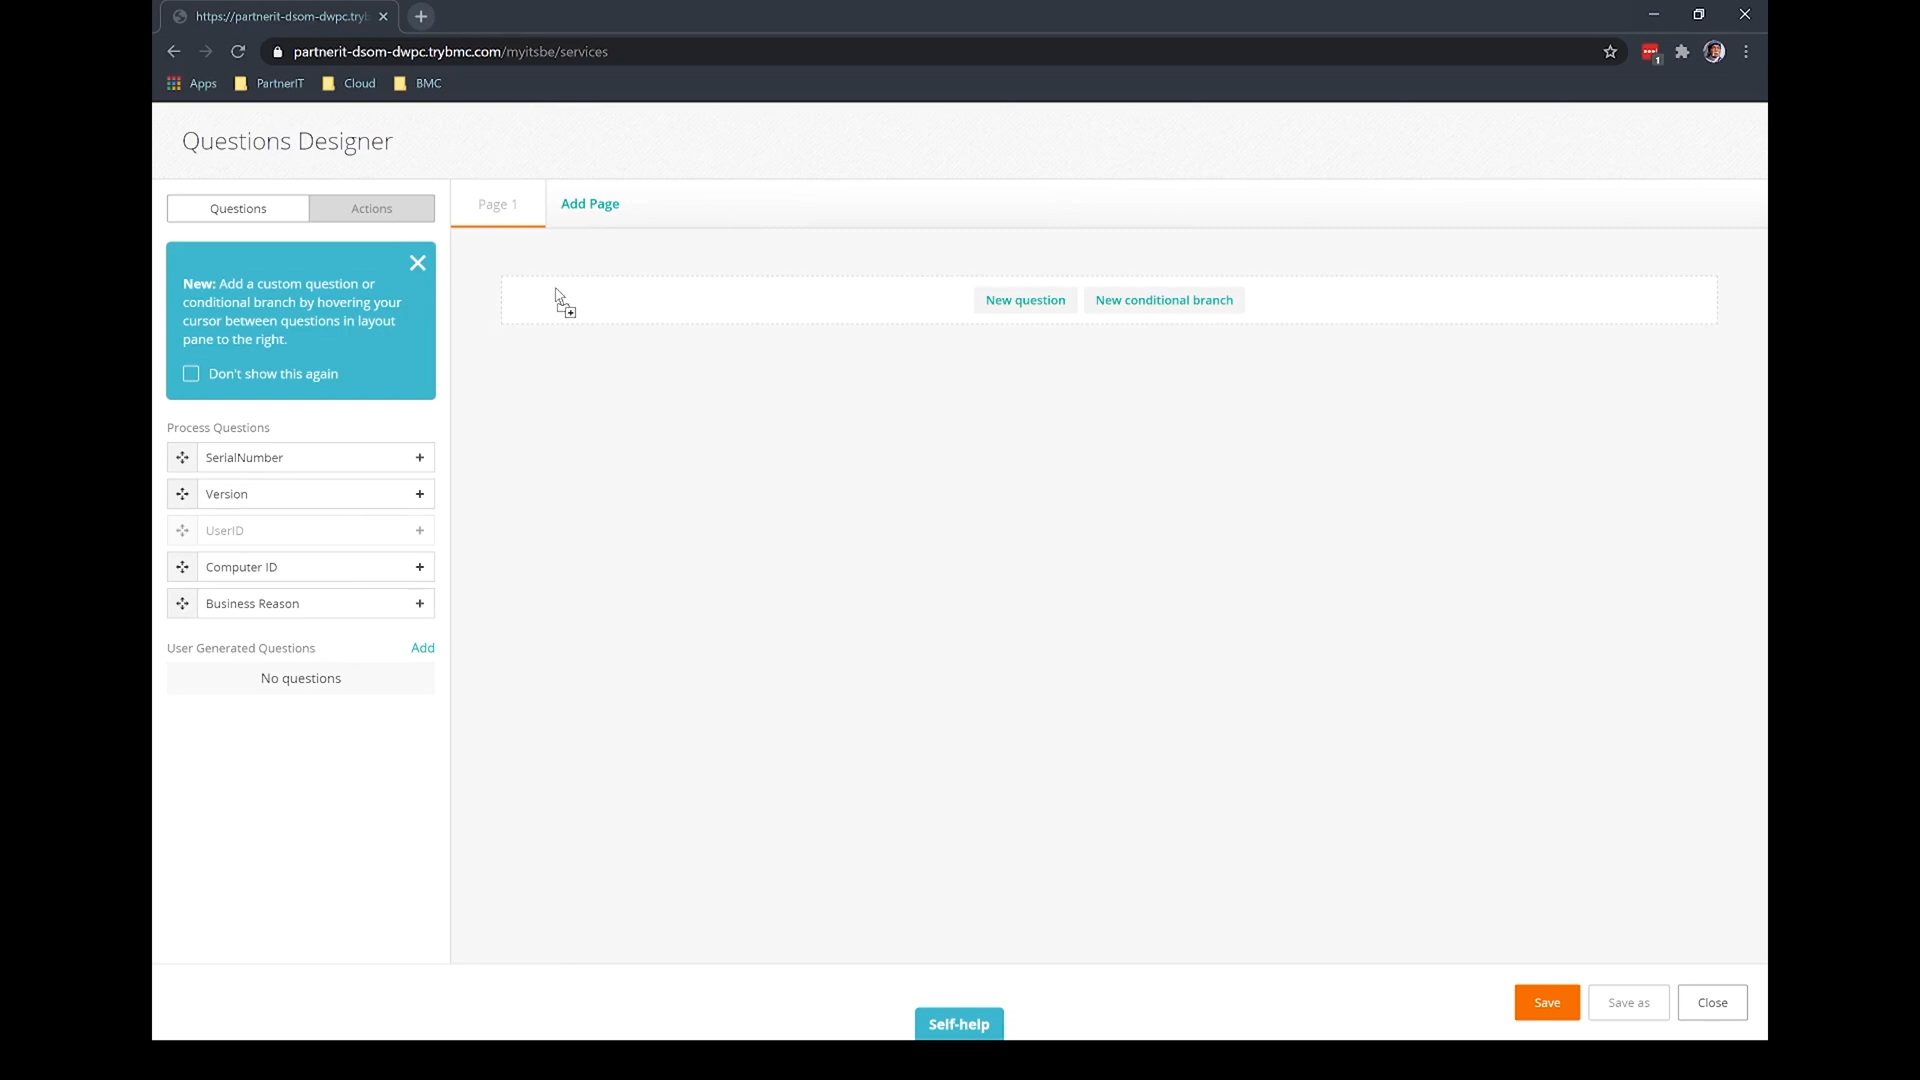 https://partnerit-dsom-dwpc.try
partnerit-dsom-dwpc.trybmc.com/myitsbe/services
1
Apps
PartnerIT
Cloud
BMC
Questions Designer
Questions
Actions
Page 1
Add Page
New: Add a custom question or
conditional branch by hovering your
cursor between questions in layout
pane to the right.
Don't show this again
New question
New conditional branch
Process Questions
SerialNumber
Version
UserID
Computer ID
Business Reason
User Generated Questions
Add
No questions
Save
Save as
Close
Self-help